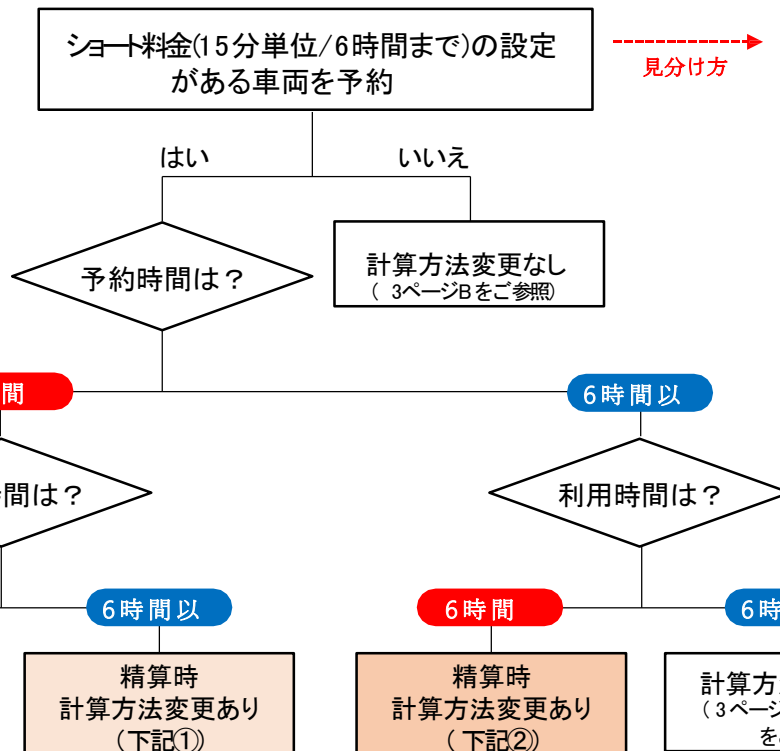 ショート料金(15分単位/6時間まで)の設定
がある車両を予約
見分け方
はい
いいえ
予約時間は？
計算方法変更なし
( 3ページBをご参照)
間
6時間以
間は？
利用時間は？
6時間以
6時間
6時
精算時
計算方法変更あり
(下記①)
精算時
計算方法変更あり
(下記②)
計算方
(3ページ
を